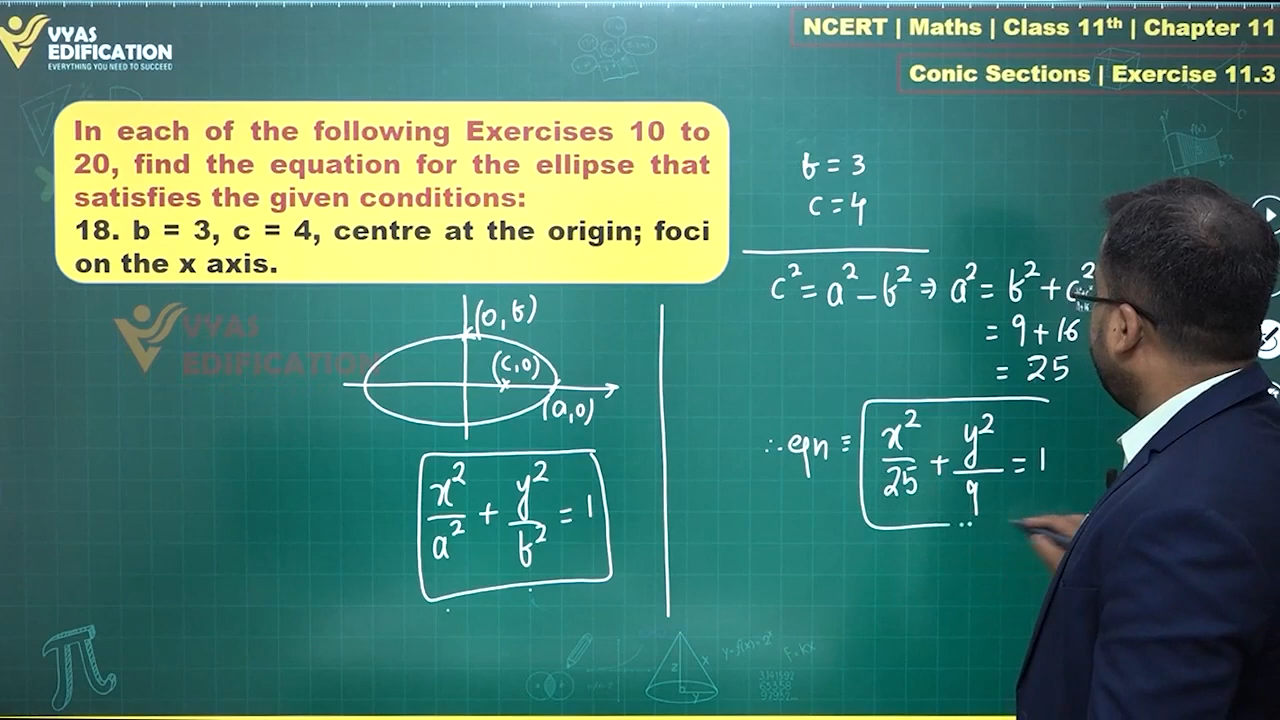 VYAS
EDIFICATION
EVERYTHING YOU NEED TO SUCCEED
NCERT | Maths | Class 11th | Chapter 11
Conic Sections | Exercise 11.3
In each of the following Exercises 10 to
20, find the equation for the ellipse that
satisfies the given conditions:
18. b = 3, c = 4, centre at the origin; foci
on the x axis.
VYAS
EDIFICATION
(0, b)
(c, 0)
(a, 0)
x²/a² + y²/b² = 1
b = 3
c = 4
c² = a² – b² ⇒ a² = b² + c²
= 9 + 16
= 25
∴ eqn ≡ x²/25 + y²/9 = 1
π